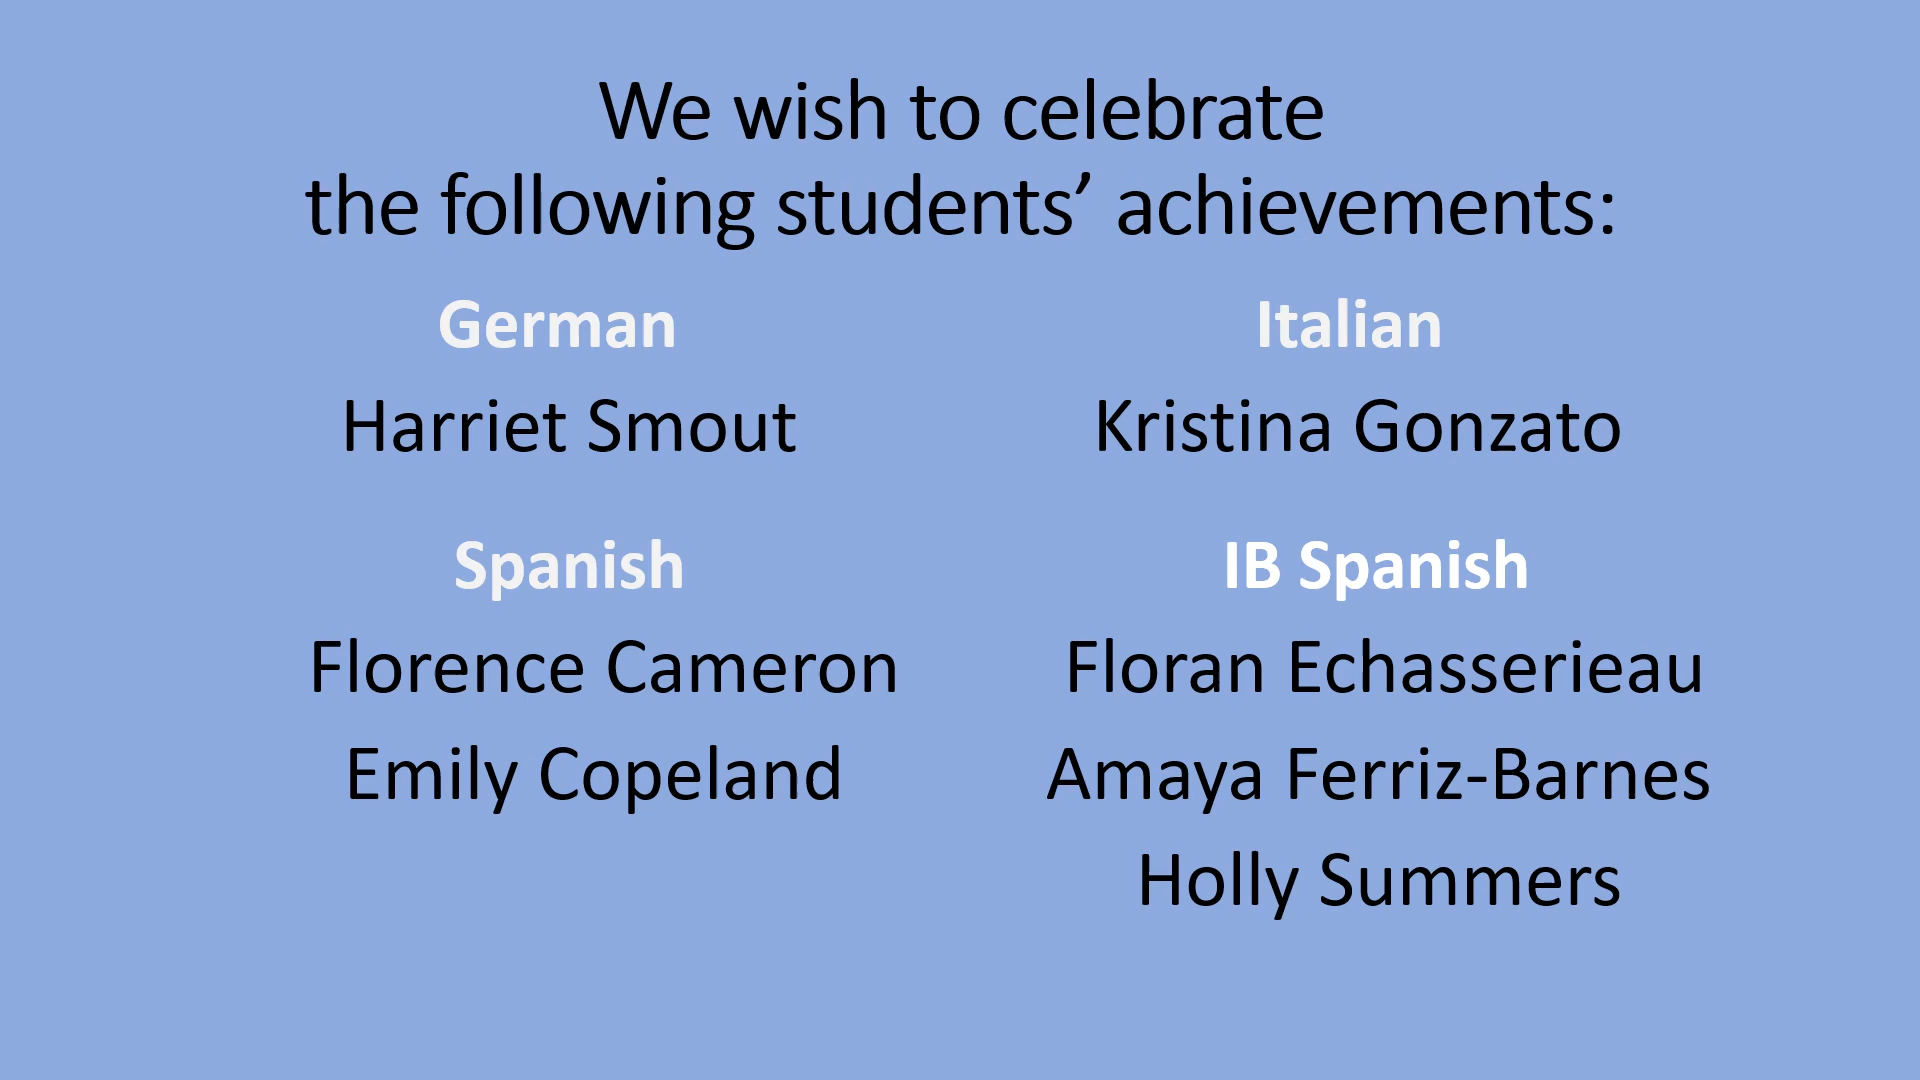 We wish to celebrate
the following students’ achievements:
German
Harriet Smout
Italian
Kristina Gonzato
Spanish
Florence Cameron
Emily Copeland
IB Spanish
Floran Echasserieau
Amaya Ferriz-Barnes
Holly Summers